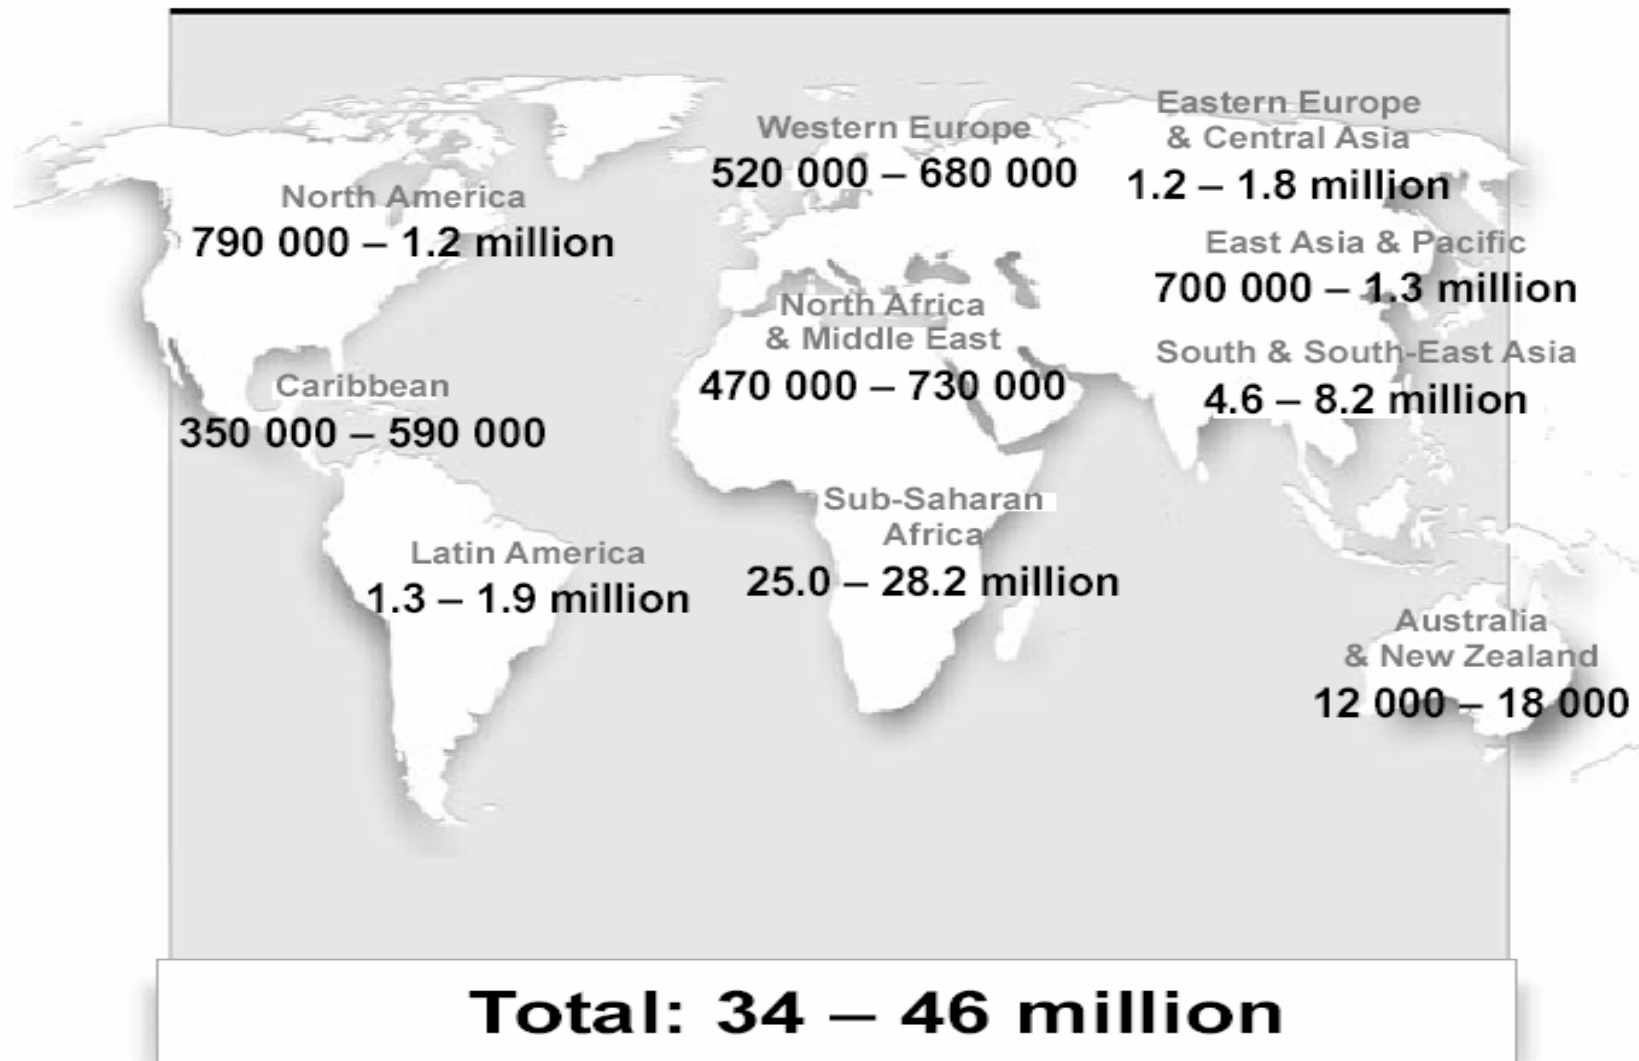 North America
790 000 – 1.2 million
Caribbean
350 000 – 590 000
Latin America
1.3 – 1.9 million
Western Europe
520 000 – 680 000
North Africa
& Middle East
470 000 – 730 000
Sub-Saharan
Africa
25.0 – 28.2 million
Eastern Europe
& Central Asia
1.2 – 1.8 million
East Asia & Pacific
700 000 – 1.3 million
South & South-East Asia
4.6 – 8.2 million
Australia
& New Zealand
12 000 – 18 000
Total: 34 – 46 million